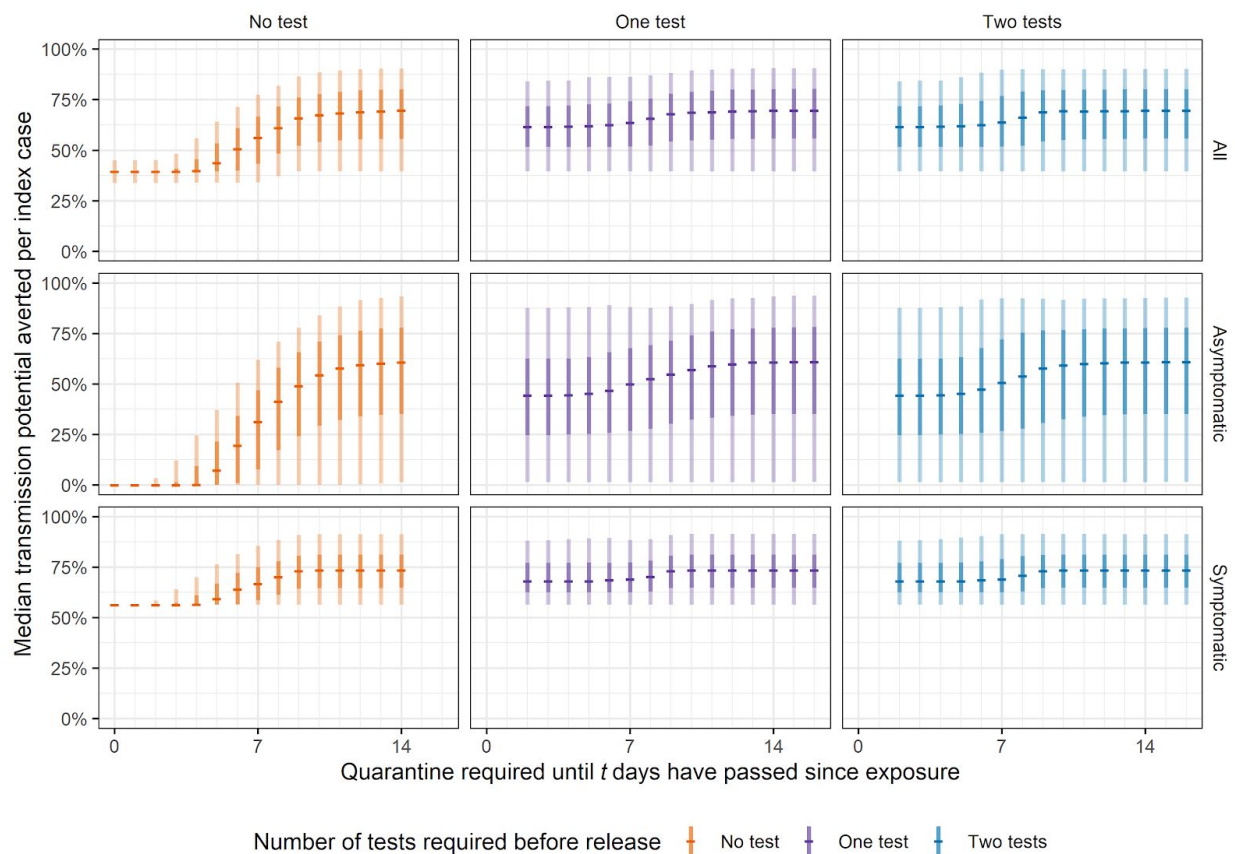 No test One test Two tests
Median transmission potential averted per index case
100%
75%
50%
25%
0%
All
100%
75%
50%
25%
0%
Asymptomatic
100%
75%
50%
25%
0%
Symptomatic
0 7 14 0 7 14 0 7 14
Quarantine required until t days have passed since exposure
Number of tests required before release No test One test Two tests